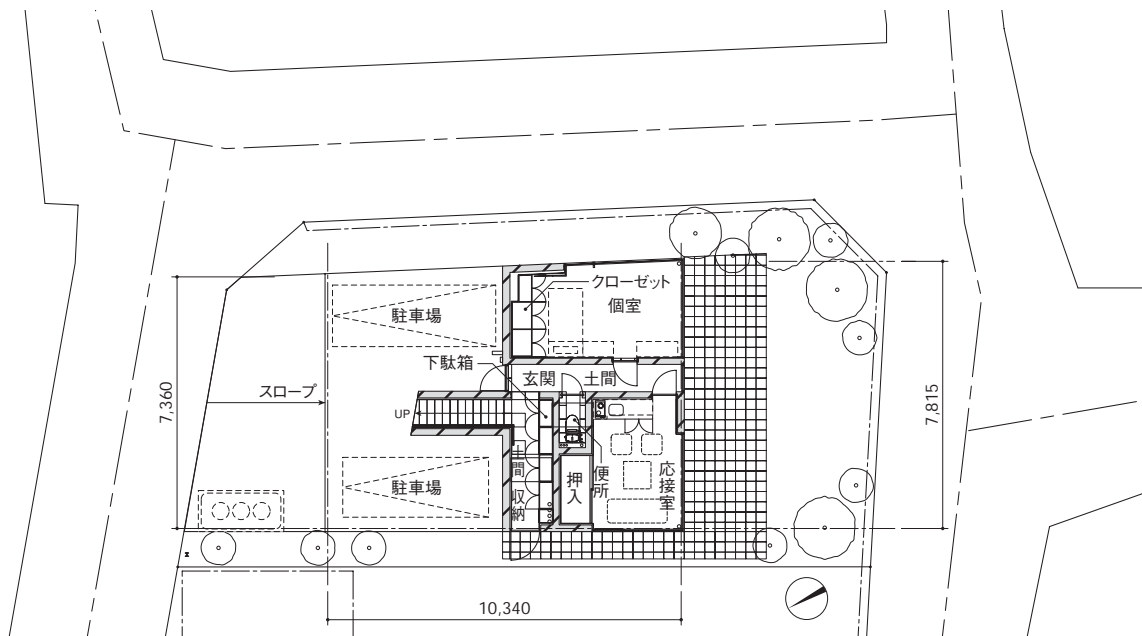 クローゼット
個室
駐車場
下駄箱
玄関
土間
スロープ
UP
7,360
7,815
土間収納
便所
押入
応接室
駐車場
10,340